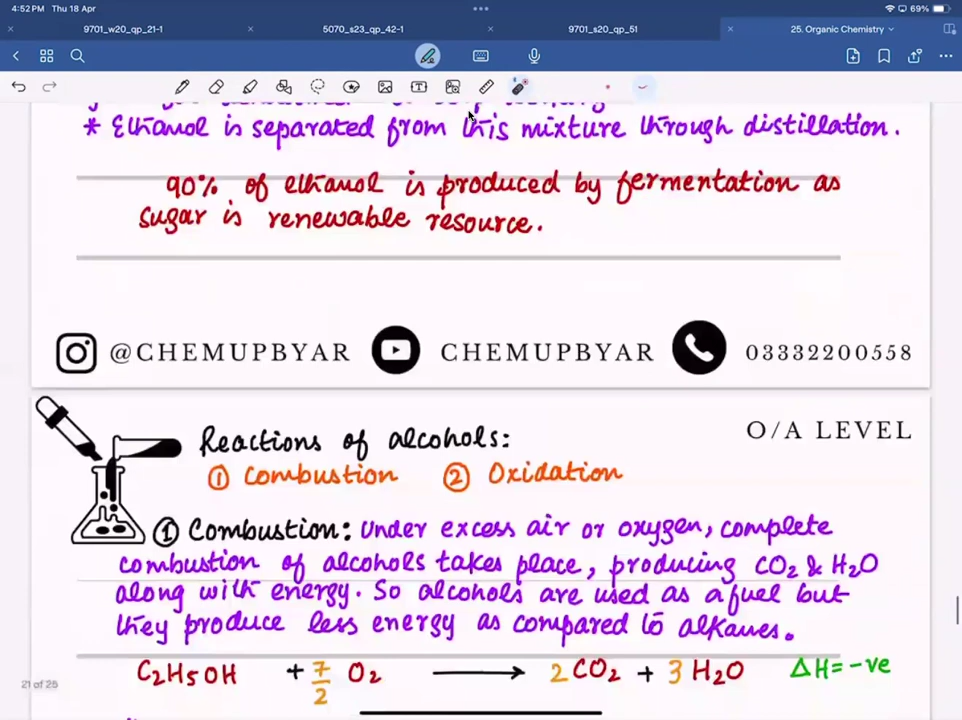 4:52 PM Thu 18 Apr
69%
9701_w20_qp_21-1
5070_s23_qp_42-1
9701_s20_qp_51
25. Organic Chemistry
* Ethanol is separated from this mixture through distillation.
90% of ethanol is produced by fermentation as
sugar is renewable resource.
@CHEMUPBYAR CHEMUPBYAR 03332200558
O/A LEVEL
Reactions of alcohols:
① Combustion ② Oxidation
① Combustion: Under excess air or oxygen, complete
combustion of alcohols takes place, producing CO₂ & H₂O
along with energy. So alcohols are used as a fuel but
they produce less energy as compared to alkanes.
C₂H₅OH + 7/2 O₂ → 2CO₂ + 3H₂O ΔH = -ve
21 of 25